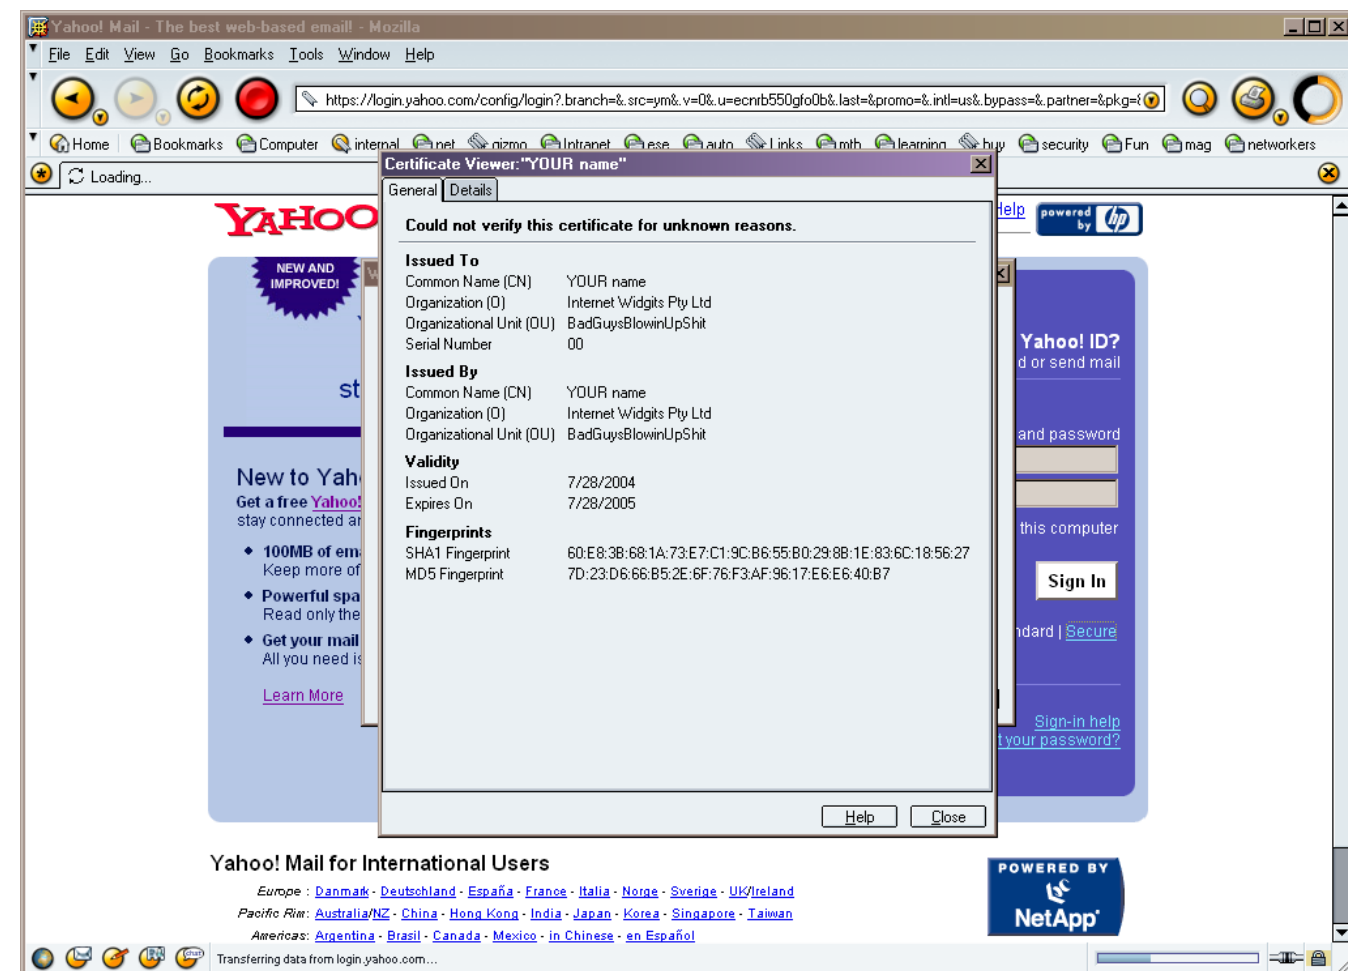 Yahoo! Mail - The best web-based email! - Mozilla
File Edit View Go Bookmarks Tools Window Help
https://login.yahoo.com/config/login?.branch=&.src=ym&.v=0&.u=ecnrb550gfo0b&.last=&promo=&.intl=us&.bypass=&.partner=&pkg=
Home Bookmarks Computer internal net gizmo Intranet ese auto Links mth learning buy security Fun mag networkers
Loading...
Certificate Viewer:"YOUR name"
General Details
YAHOO
Help
powered by hp
Could not verify this certificate for unknown reasons.
Issued To
Common Name (CN) YOUR name
Organization (O) Internet Widgits Pty Ltd
Organizational Unit (OU) BadGuysBlowinUpShit
Serial Number 00
Issued By
Common Name (CN) YOUR name
Organization (O) Internet Widgits Pty Ltd
Organizational Unit (OU) BadGuysBlowinUpShit
Validity
Issued On 7/28/2004
Expires On 7/28/2005
Fingerprints
SHA1 Fingerprint 60:E8:3B:68:1A:73:E7:C1:9C:B6:55:B0:29:8B:1E:83:6C:18:56:27
MD5 Fingerprint 7D:23:D6:66:B5:2E:6F:76:F3:AF:96:17:E6:E6:40:B7
Help Close
NEW AND
IMPROVED!
st
New to Yah
Get a free Yahoo!
stay connected ar
100MB of ema
Keep more of
Powerful spa
Read only the
Get your mail
All you need is
Learn More
Yahoo! ID?
d or send mail
and password
this computer
Sign In
ndard | Secure
Sign-in help
t your password?
Yahoo! Mail for International Users
Europe : Danmark - Deutschland - España - France - Italia - Norge - Sverige - UK/Ireland
Pacific Rim: Australia/NZ - China - Hong Kong - India - Japan - Korea - Singapore - Taiwan
Americas: Argentina - Brasil - Canada - Mexico - in Chinese - en Español
POWERED BY
NetApp
Transferring data from login.yahoo.com...